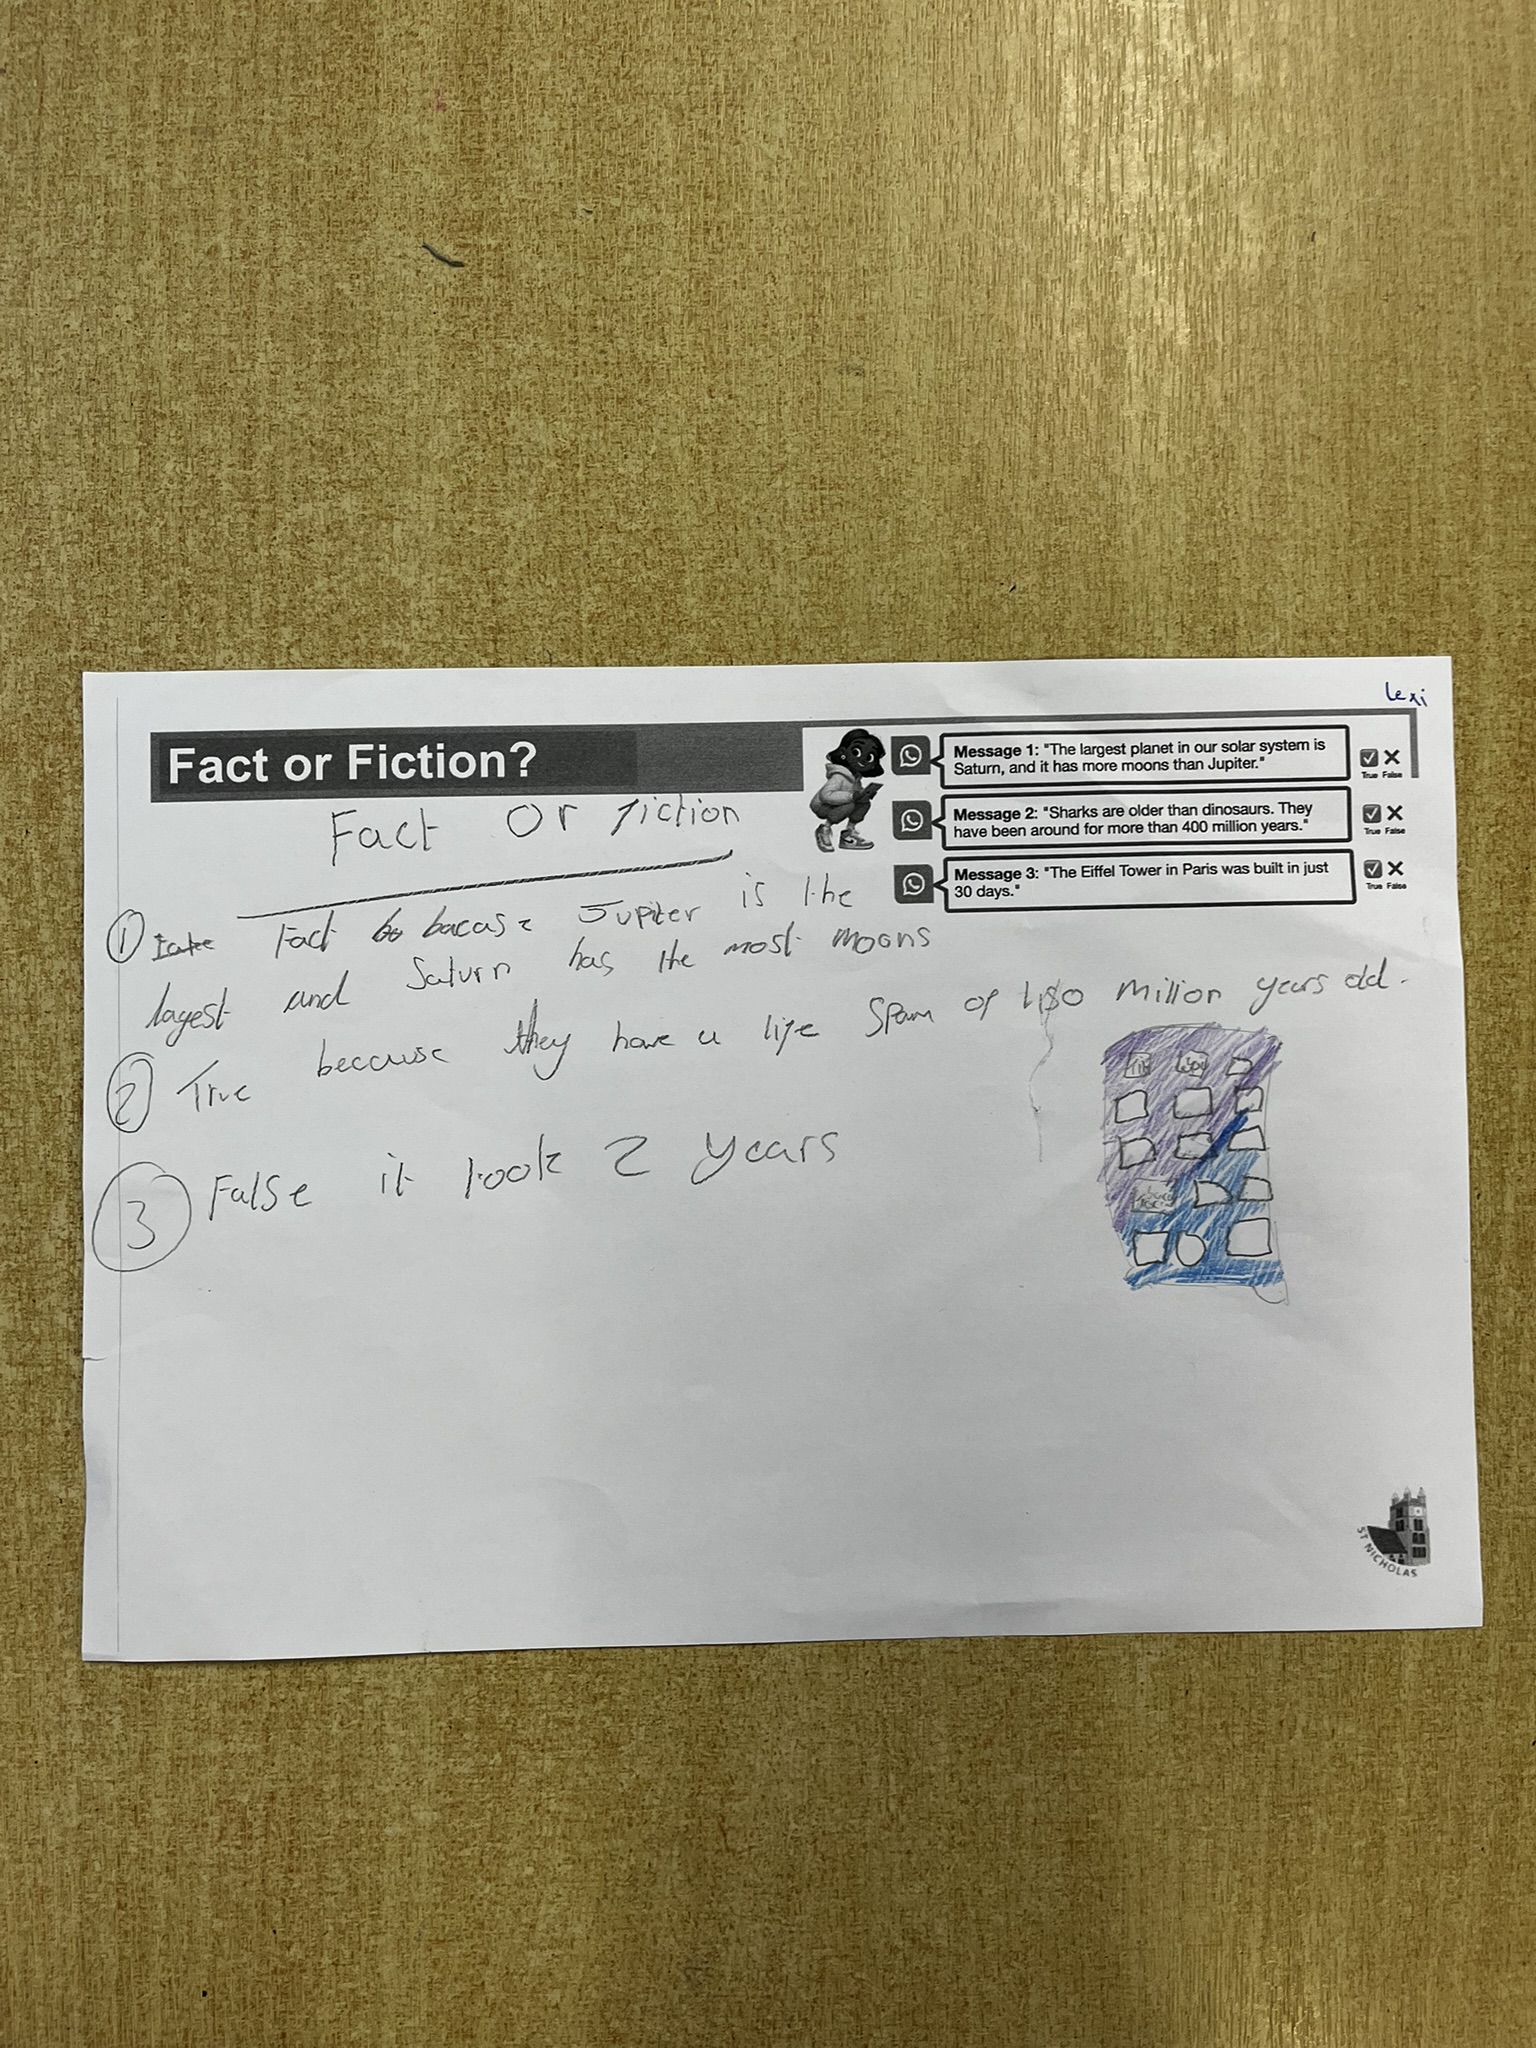 Lexi
Fact or Fiction?
Message 1: "The largest planet in our solar system is
Saturn, and it has more moons than Jupiter."
True False
Message 2: "Sharks are older than dinosaurs. They
have been around for more than 400 million years."
True False
Message 3: "The Eiffel Tower in Paris was built in just
30 days."
True False
Fact or fiction
1 Fact bacase Jupiter is the
lagest and Saturn has the most moons
2 True because they have a life span of million years old.
3 False it took 2 years
ST NICHOLAS